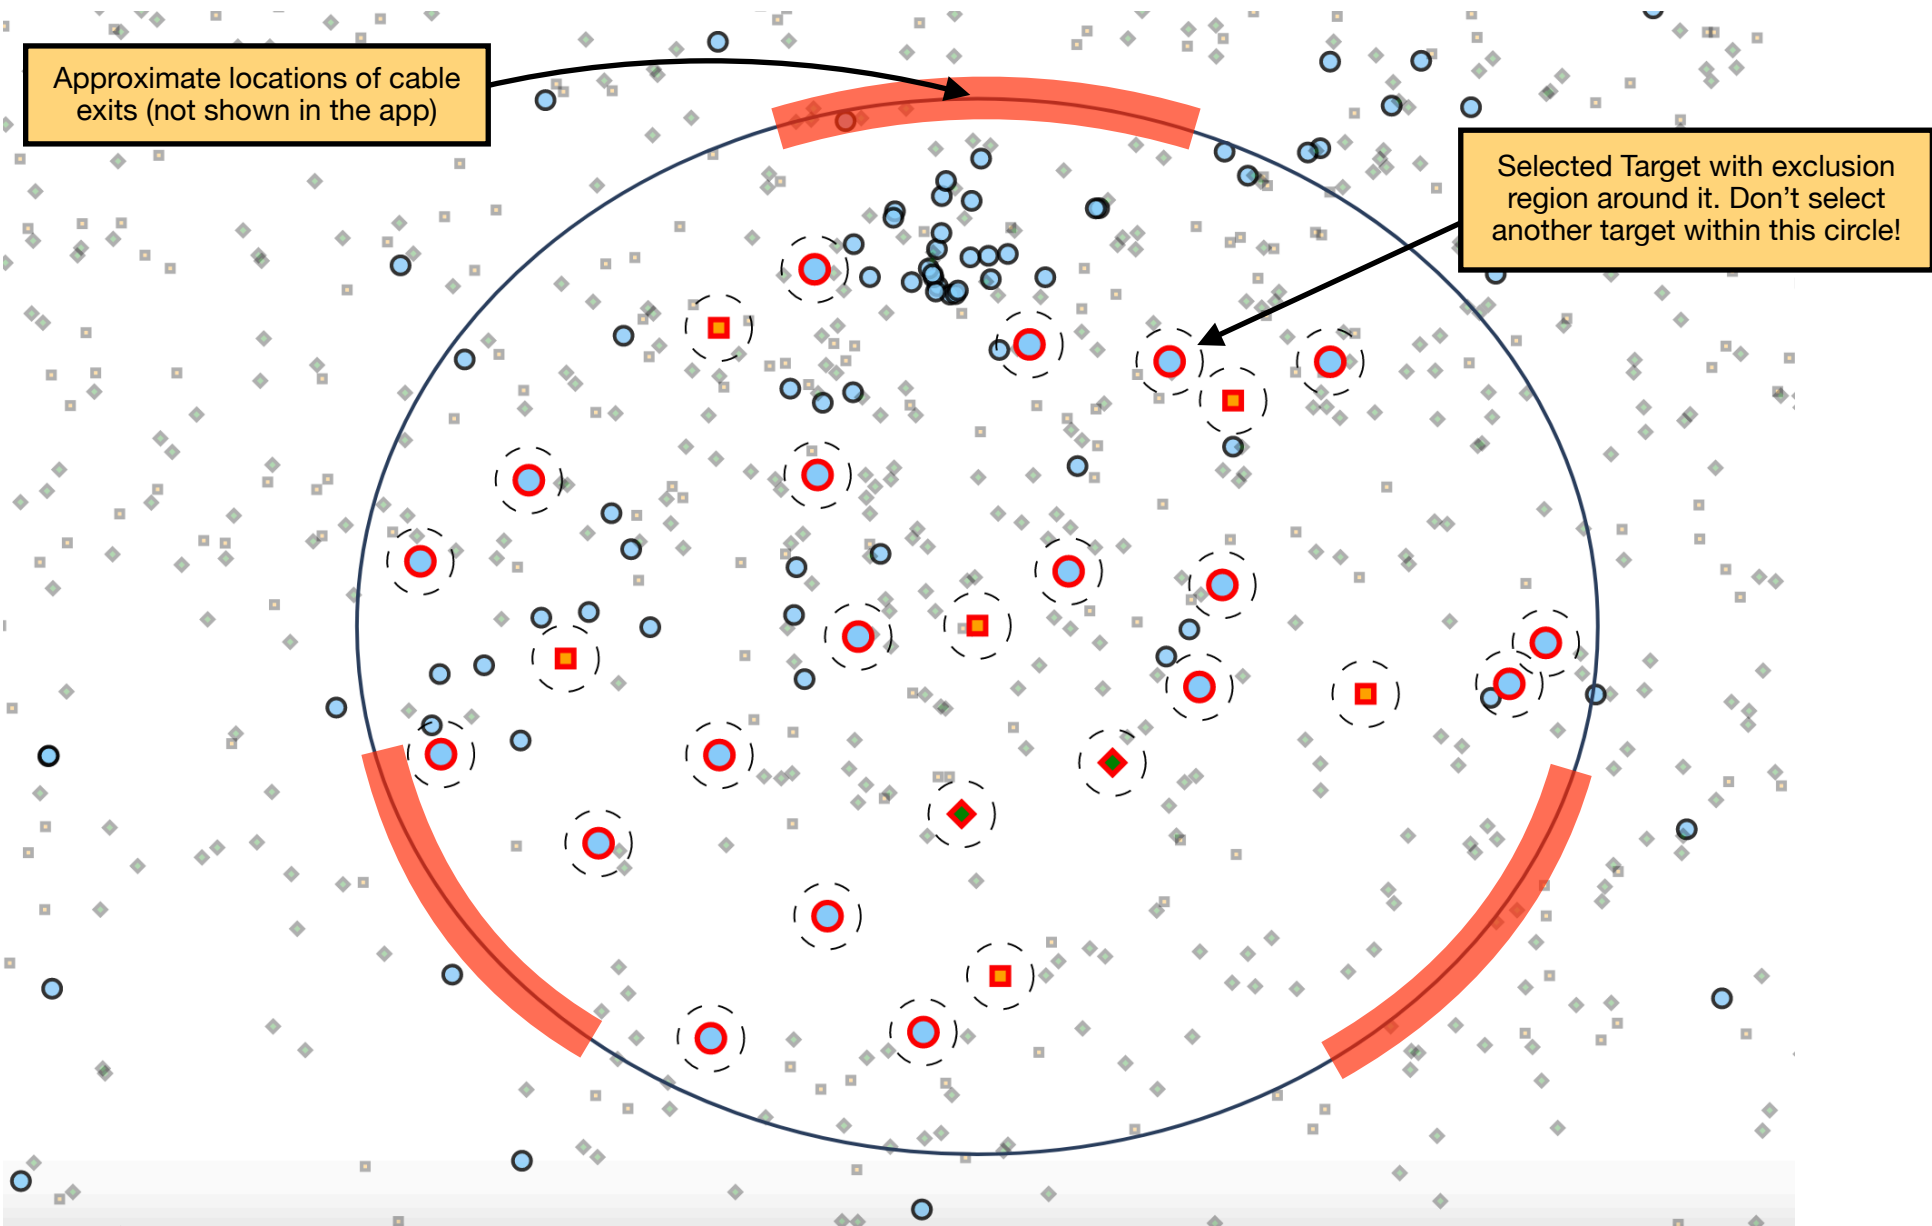 Approximate locations of cable
exits (not shown in the app)
Selected Target with exclusion
region around it. Don’t select
another target within this circle!